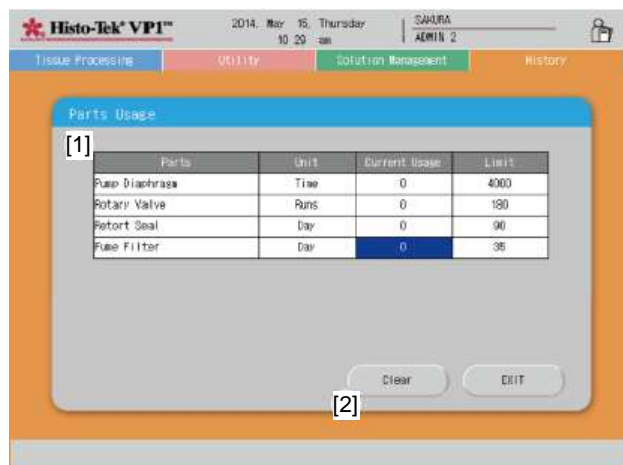 Histo-Tek® VP1™ 2014. May 15, Thursday SAKURA
10 29 am ADMIN 2
Tissue Processing Utility Solution Management History
Parts Usage
[1]
Parts Unit Current Usage Limit
Pump Diaphragm Time 0 4000
Rotary Valve Runs 0 180
Retort Seal Day 0 90
Fume Filter Day 0 35
Clear EXIT
[2]